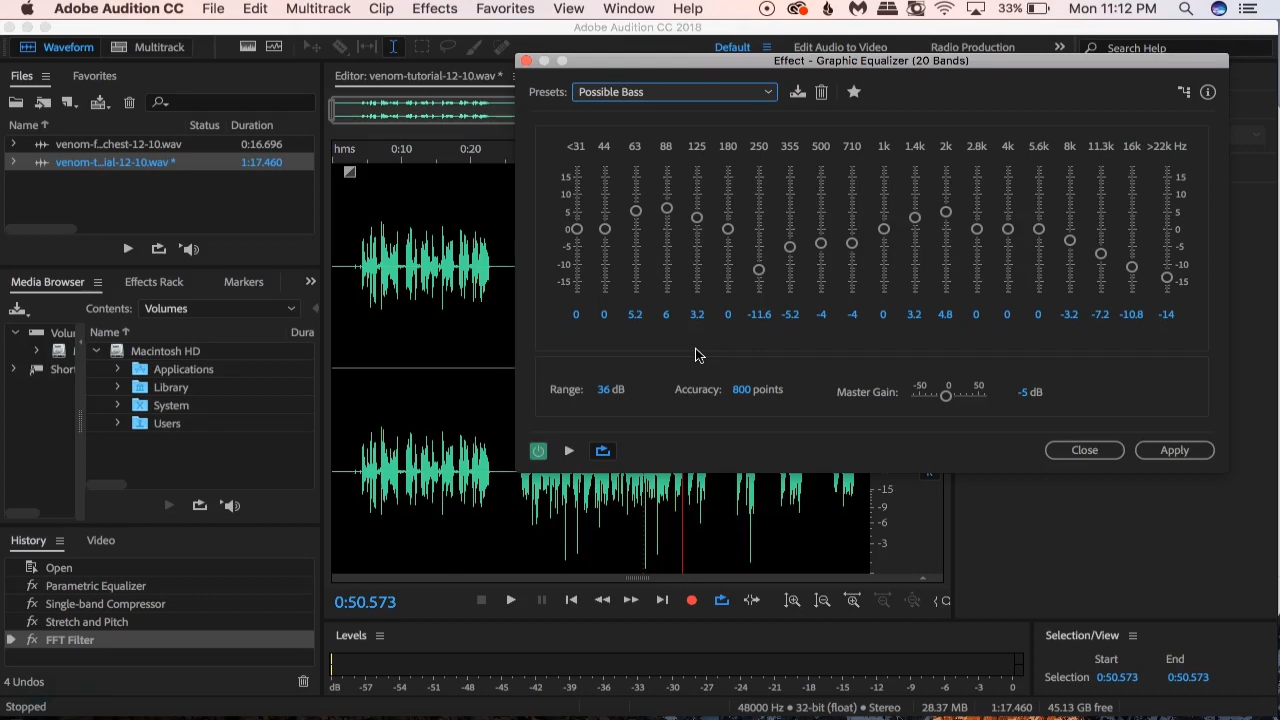 Adobe Audition CC File Edit Multitrack Clip Effects Favorites View Window Help 33% Mon 11:12 PM
Adobe Audition CC 2018
Waveform Multitrack Default Edit Audio to Video Radio Production Search Help
Files Favorites
Editor: venom-tutorial-12-10.wav *
Effect - Graphic Equalizer (20 Bands)
Presets: Possible Bass
Name Status Duration
venom-f...chest-12-10.wav 0:16.696
venom-t...ial-12-10.wav * 1:17.460
hms 0:10 0:20
<31 44 63 88 125 180 250 355 500 710 1k 1.4k 2k 2.8k 4k 5.6k 8k 11.3k 16k >22k Hz
15 15
10 10
5 5
0 0
-5 -5
-10 -10
-15 -15
0 0 5.2 6 3.2 0 -11.6 -5.2 -4 -4 0 3.2 4.8 0 0 0 -3.2 -7.2 -10.8 -14
Range: 36 dB Accuracy: 800 points Master Gain: -50 0 50 -5 dB
Close Apply
Media Browser Effects Rack Markers
Contents: Volumes
Volu
Short
Name Dura
Macintosh HD
Applications
Library
System
Users
-15
-9
-6
-3
R
History Video
Open
fx Parametric Equalizer
fx Single-band Compressor
fx Stretch and Pitch
fx FFT Filter
4 Undos
0:50.573
Levels
dB -57 -54 -51 -48 -45 -42 -39 -36 -33 -30 -27 -24 -21 -18 -15 -12 -9 -6 -3 0
Selection/View
Start End
Selection 0:50.573 0:50.573
Stopped
48000 Hz • 32-bit (float) • Stereo 28.37 MB 1:17.460 45.13 GB free